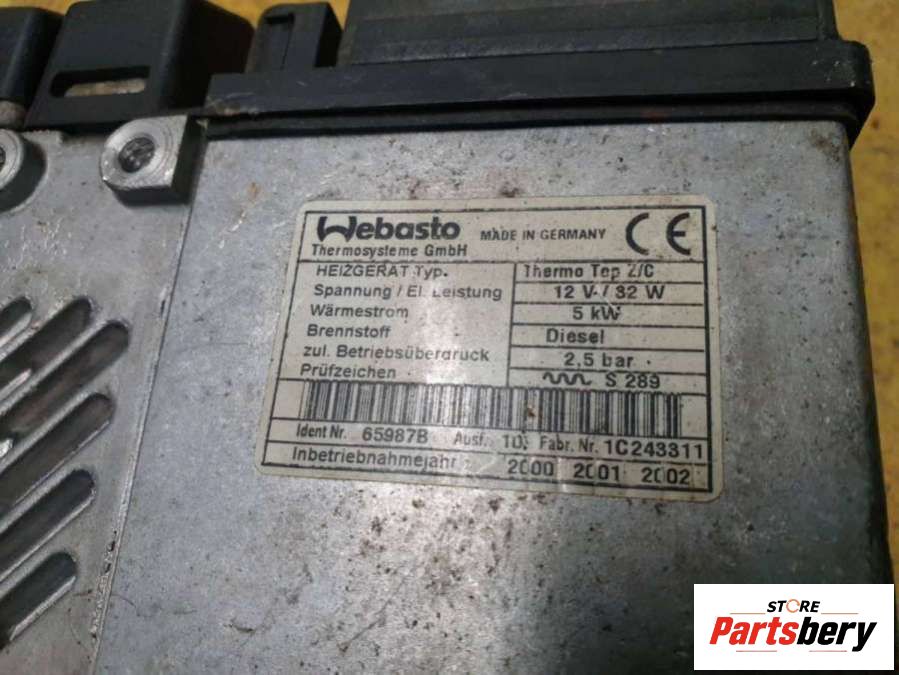 Webasto
Thermosysteme GmbH
MADE IN GERMANY
CE
HEIZGERÄT Typ. Thermo Top Z/C
Spannung / El. Leistung 12 V / 32 W
Wärmestrom 5 kW
Brennstoff Diesel
zul. Betriebsüberdruck 2,5 bar
Prüfzeichen S 289
Ident Nr. 65987B Ausf. 10 Fabr. Nr. 1C243311
Inbetriebnahmejahr 2000 2001 2002
STORE
Partsbery